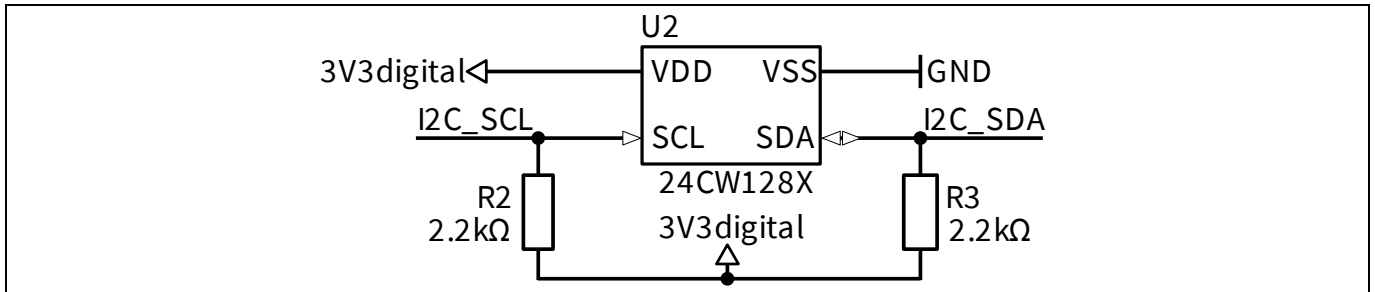 U2
3V3digital VDD VSS GND
I2C_SCL SCL SDA I2C_SDA
24CW128X
R2 3V3digital R3
2.2kΩ 2.2kΩ